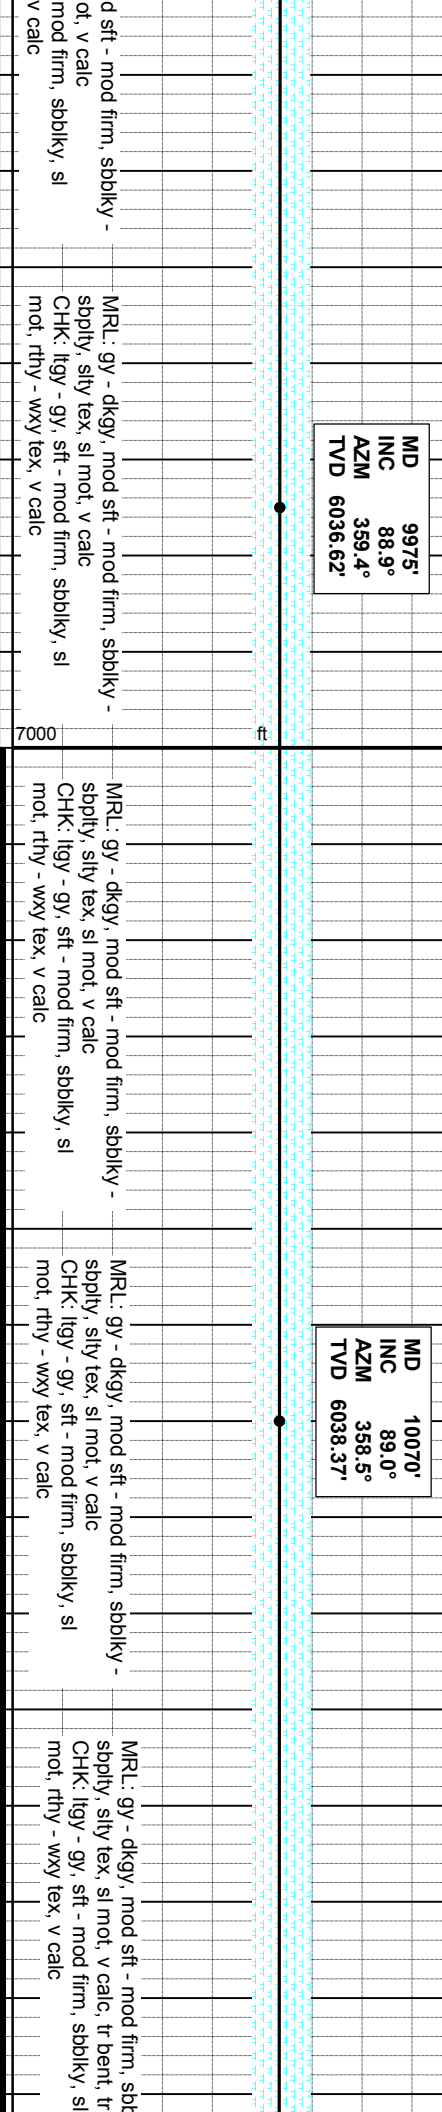 d sft - mod firm, sbblky -
ot, v calc
mod firm, sbblky, sl
v calc
MRL: gy - dkgy, mod sft - mod firm, sbblky -
sbplty, slty tex, sl mot, v calc
CHK: ltgy - gy, sft - mod firm, sbblky, sl
mot, rthy - wxy tex, v calc
MD 9975'
INC 88.9°
AZM 359.4°
TVD 6036.62'
7000
ft
MRL: gy - dkgy, mod sft - mod firm, sbblky -
sbplty, slty tex, sl mot, v calc
CHK: ltgy - gy, sft - mod firm, sbblky, sl
mot, rthy - wxy tex, v calc
MRL: gy - dkgy, mod sft - mod firm, sbblky -
sbplty, slty tex, sl mot, v calc
CHK: ltgy - gy, sft - mod firm, sbblky, sl
mot, rthy - wxy tex, v calc
MD 10070'
INC 89.0°
AZM 358.5°
TVD 6038.37'
MRL: gy - dkgy, mod sft - mod firm, sbb
sbplty, slty tex, sl mot, v calc, tr bent, tr
CHK: ltgy - gy, sft - mod firm, sbblky, sl
mot, rthy - wxy tex, v calc